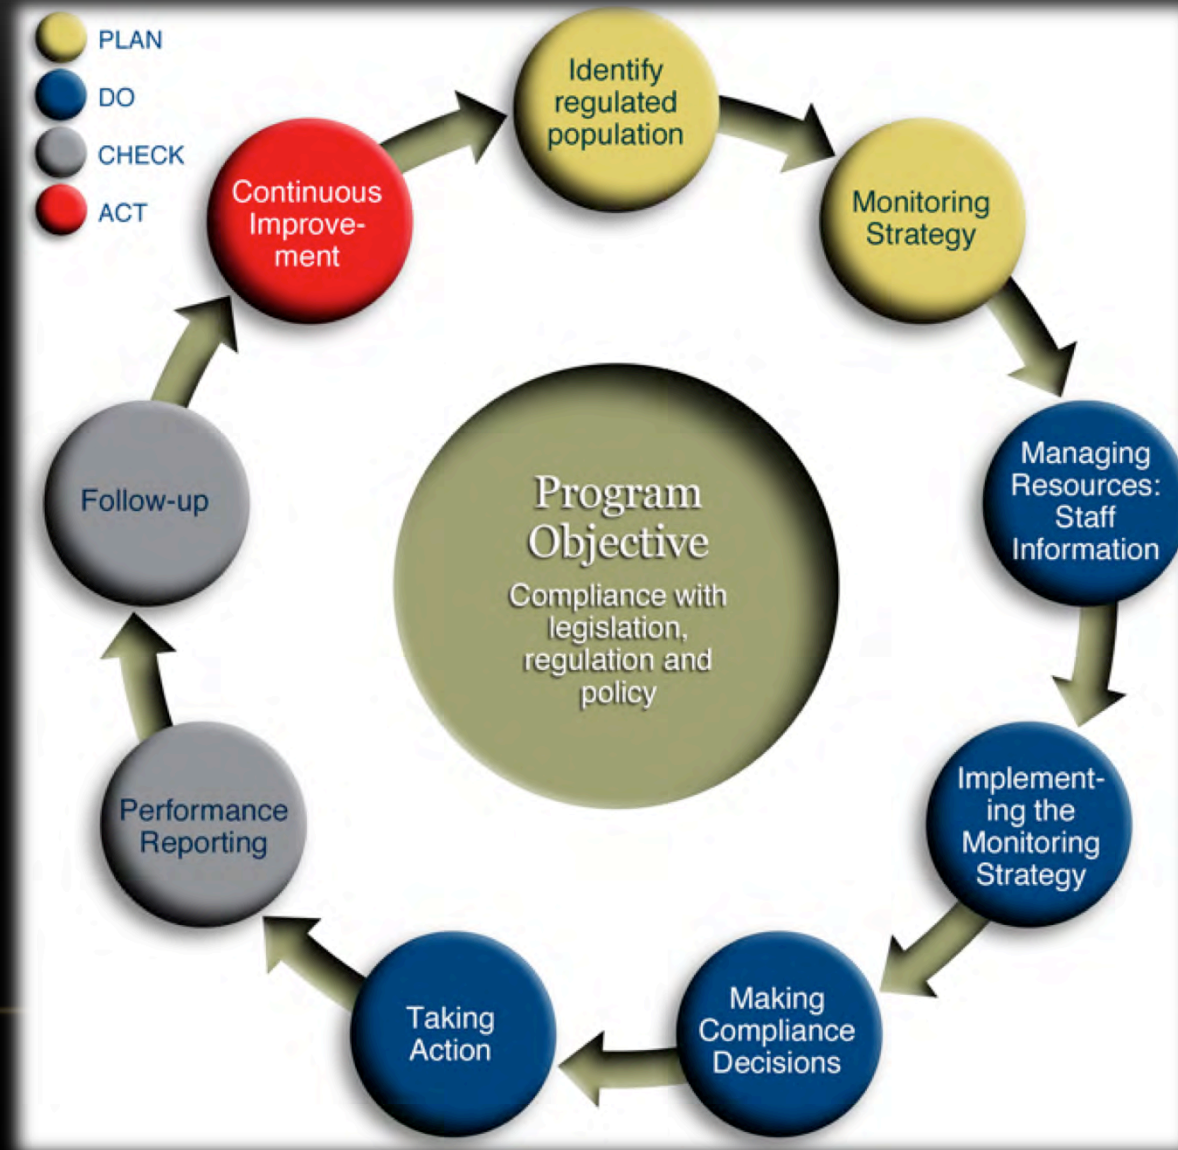 PLAN
DO
CHECK
ACT
Identify
regulated
population
Monitoring
Strategy
Managing
Resources:
Staff
Information
Implement-
ing the
Monitoring
Strategy
Making
Compliance
Decisions
Taking
Action
Performance
Reporting
Follow-up
Continuous
Improve-
ment
Program
Objective
Compliance with
legislation,
regulation and
policy